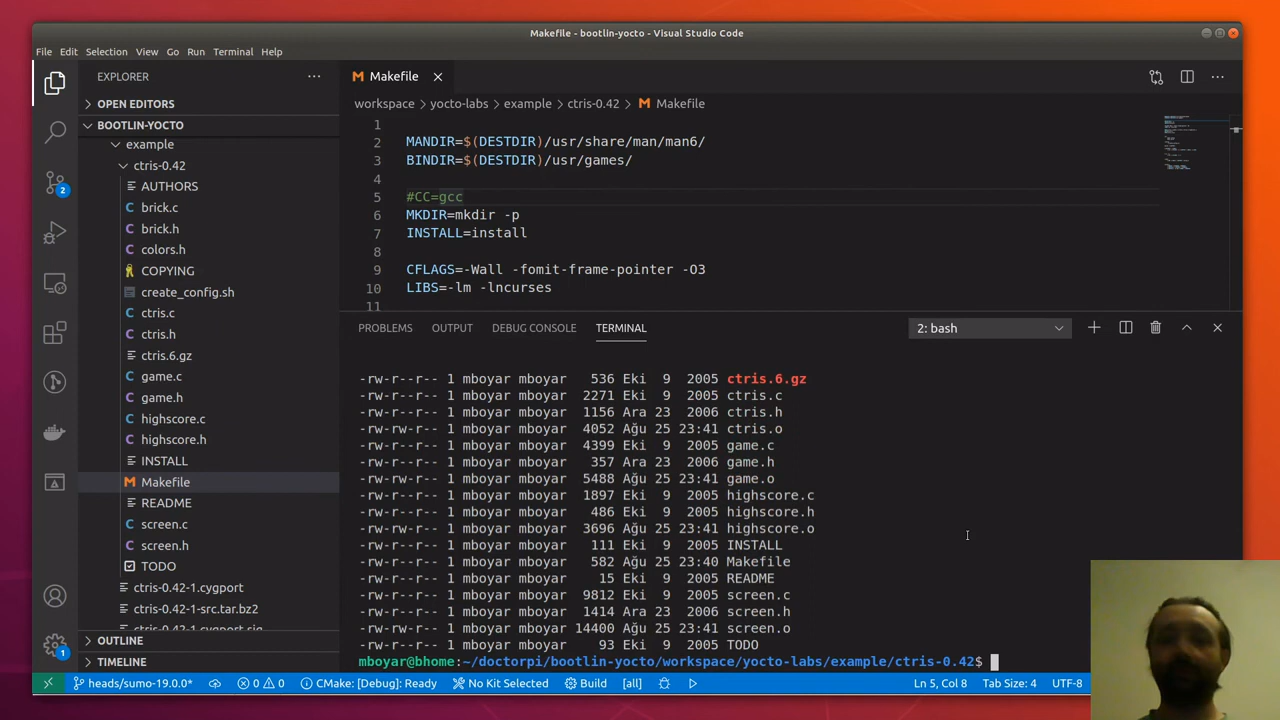 Makefile - bootlin-yocto - Visual Studio Code
File Edit Selection View Go Run Terminal Help
EXPLORER
OPEN EDITORS
BOOTLIN-YOCTO
example
ctris-0.42
AUTHORS
brick.c
brick.h
colors.h
COPYING
create_config.sh
ctris.c
ctris.h
ctris.6.gz
game.c
game.h
highscore.c
highscore.h
INSTALL
Makefile
README
screen.c
screen.h
TODO
ctris-0.42-1.cygport
ctris-0.42-1-src.tar.bz2
ctris-0.42-1.cygport.sig
OUTLINE
TIMELINE
2
1
Makefile
workspace > yocto-labs > example > ctris-0.42 > Makefile
1
2 MANDIR=$(DESTDIR)/usr/share/man/man6/
3 BINDIR=$(DESTDIR)/usr/games/
4
5 #CC=gcc
6 MKDIR=mkdir -p
7 INSTALL=install
8
9 CFLAGS=-Wall -fomit-frame-pointer -O3
10 LIBS=-lm -lncurses
11
PROBLEMS OUTPUT DEBUG CONSOLE TERMINAL 2: bash
-rw-r--r-- 1 mboyar mboyar 536 Eki 9 2005 ctris.6.gz
-rw-r--r-- 1 mboyar mboyar 2271 Eki 9 2005 ctris.c
-rw-r--r-- 1 mboyar mboyar 1156 Ara 23 2006 ctris.h
-rw-r--r-- 1 mboyar mboyar 4052 Ağu 25 23:41 ctris.o
-rw-r--r-- 1 mboyar mboyar 4399 Eki 9 2005 game.c
-rw-r--r-- 1 mboyar mboyar 357 Ara 23 2006 game.h
-rw-r--r-- 1 mboyar mboyar 5488 Ağu 25 23:41 game.o
-rw-r--r-- 1 mboyar mboyar 1897 Eki 9 2005 highscore.c
-rw-r--r-- 1 mboyar mboyar 486 Eki 9 2005 highscore.h
-rw-r--r-- 1 mboyar mboyar 3696 Ağu 25 23:41 highscore.o
-rw-r--r-- 1 mboyar mboyar 111 Eki 9 2005 INSTALL
-rw-r--r-- 1 mboyar mboyar 582 Ağu 25 23:40 Makefile
-rw-r--r-- 1 mboyar mboyar 15 Eki 9 2005 README
-rw-r--r-- 1 mboyar mboyar 9812 Eki 9 2005 screen.c
-rw-r--r-- 1 mboyar mboyar 1414 Ara 23 2006 screen.h
-rw-r--r-- 1 mboyar mboyar 14400 Ağu 25 23:41 screen.o
-rw-r--r-- 1 mboyar mboyar 93 Eki 9 2005 TODO
mboyar@bhome:~/doctorpi/bootlin-yocto/workspace/yocto-labs/example/ctris-0.42$
heads/sumo-19.0.0* 0 0 CMake: [Debug]: Ready No Kit Selected Build [all] Ln 5, Col 8 Tab Size: 4 UTF-8